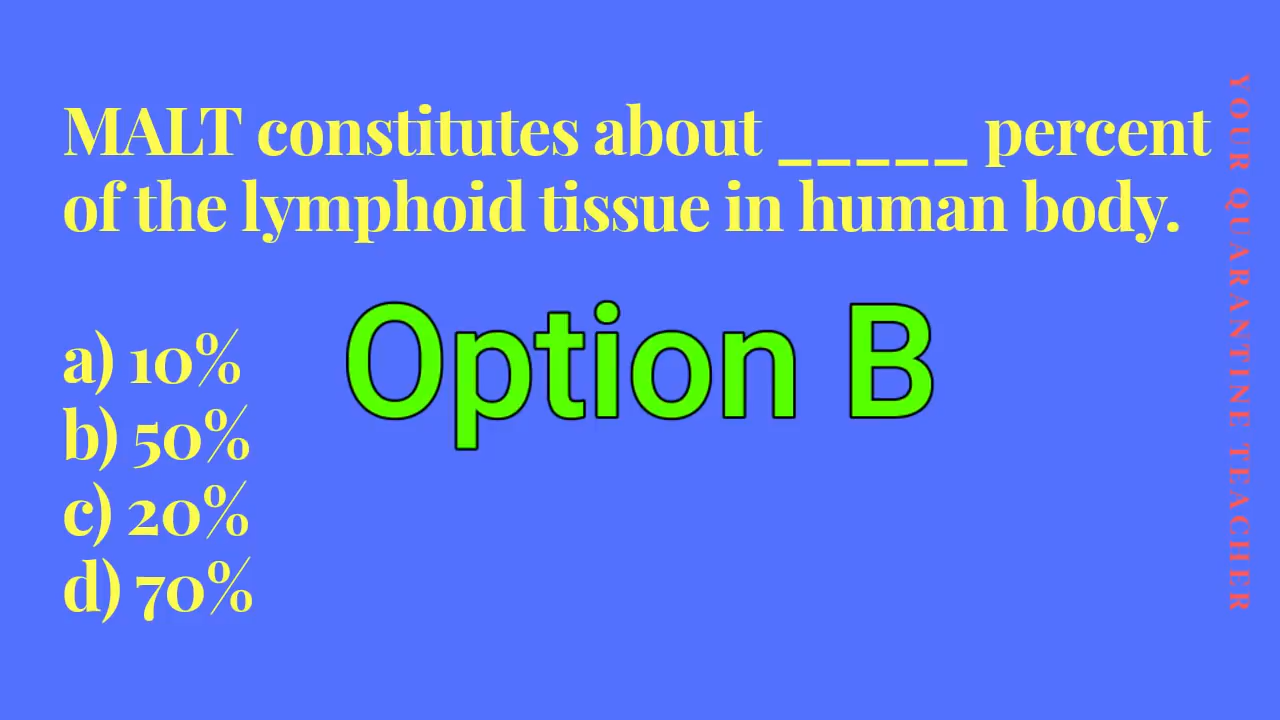 MALT constitutes about _____ percent
of the lymphoid tissue in human body.
Option B
a) 10%
b) 50%
c) 20%
d) 70%
YOUR QUARANTINE TEACHER